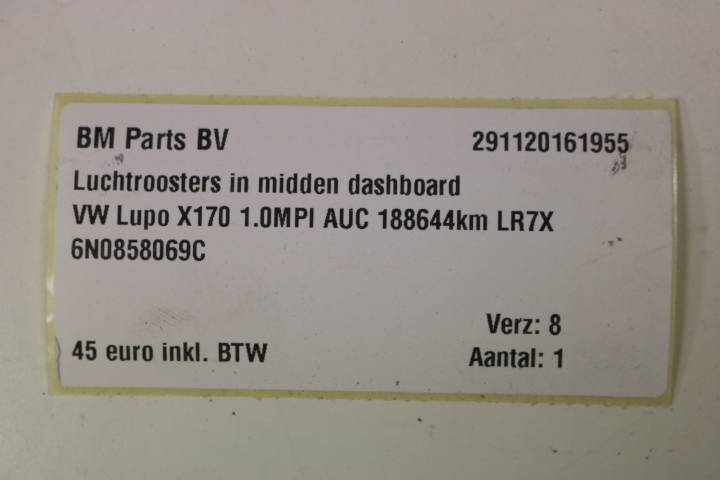 BM Parts BV 291120161955
Luchtroosters in midden dashboard
VW Lupo X170 1.0MPI AUC 188644km LR7X
6N0858069C
Verz: 8
45 euro inkl. BTW Aantal: 1